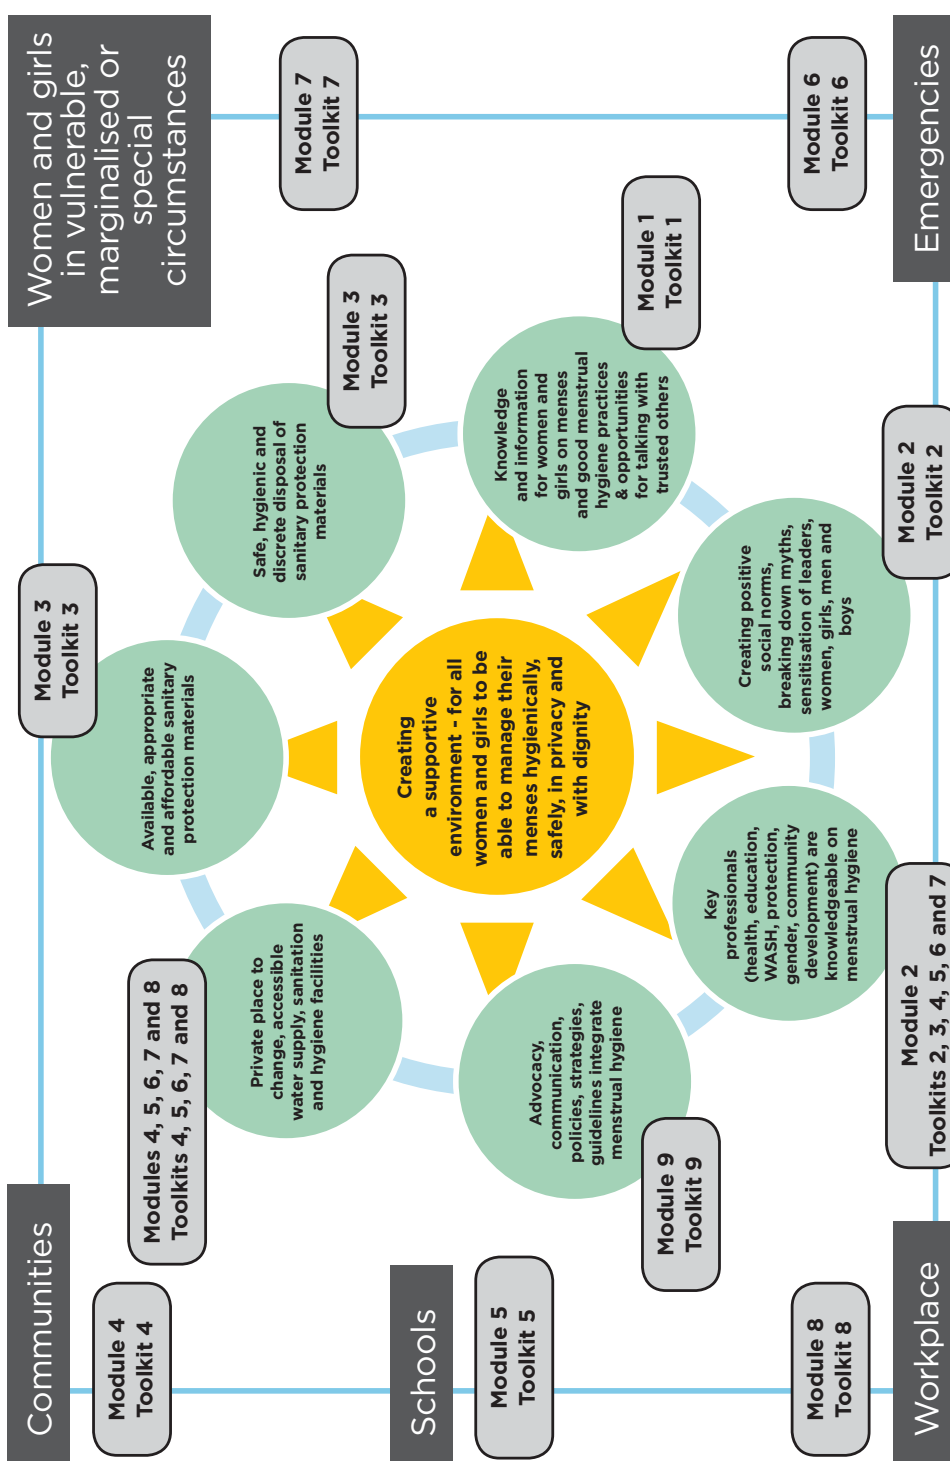 Communities
Module 4
Toolkit 4
Women and girls
in vulnerable,
marginalised or
special
circumstances
Module 7
Toolkit 7
Module 3
Toolkit 3
Available, appropriate
and affordable sanitary
protection materials
Modules 4, 5, 6, 7 and 8
Toolkits 4, 5, 6, 7 and 8
Private place to
change, accessible
water supply, sanitation
and hygiene facilities
Safe, hygienic and
discrete disposal of
sanitary protection
materials
Module 3
Toolkit 3
Schools
Module 5
Toolkit 5
Creating
a supportive
environment - for all
women and girls to be
able to manage their
menses hygienically,
safely, in privacy and
with dignity
Advocacy,
communication,
policies, strategies,
guidelines integrate
menstrual hygiene
Module 9
Toolkit 9
Knowledge
and information
for women and
girls on menses
and good menstrual
hygiene practices
& opportunities
for talking with
trusted others
Module 1
Toolkit 1
Key
professionals
(health, education,
WASH, protection,
gender, community
development) are
knowledgeable on
menstrual hygiene
Module 2
Toolkits 2, 3, 4, 5, 6 and 7
Creating positive
social norms,
breaking down myths,
sensitisation of leaders,
women, girls, men and
boys
Module 2
Toolkit 2
Module 8
Toolkit 8
Workplace
Module 6
Toolkit 6
Emergencies